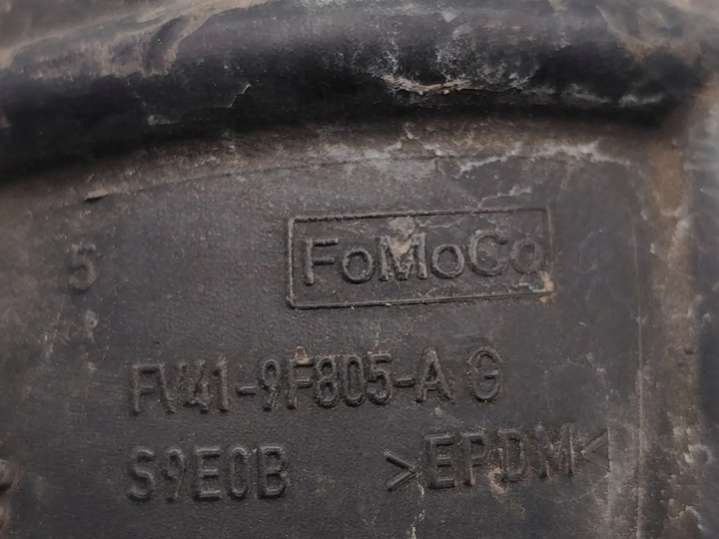 5
FoMoCo
FV41-9F805-A G
S9E0B >EPDM<